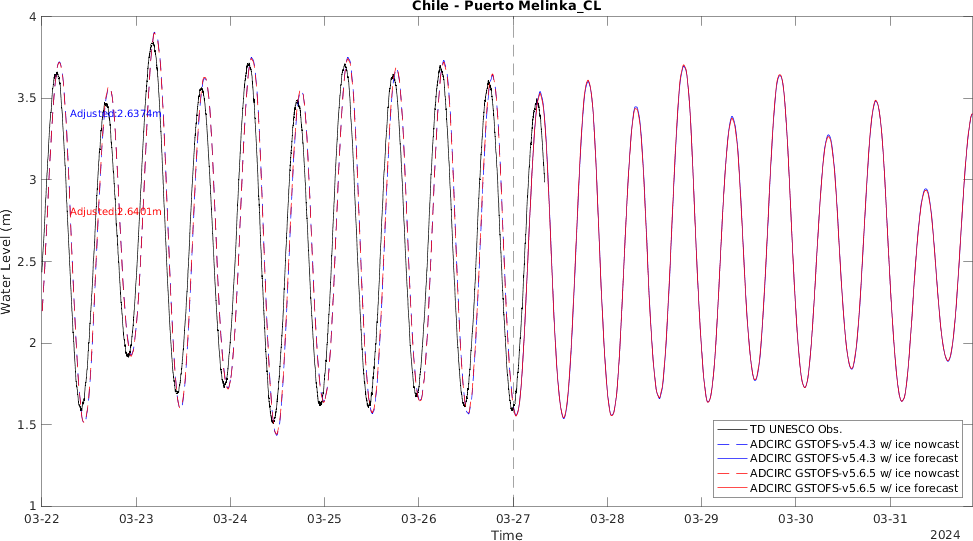 Chile - Puerto Melinka_CL
4
3.5
3
2.5
2
1.5
1
Water Level (m)
Adjusted:2.6374m
Adjusted:2.6401m
TD UNESCO Obs.
ADCIRC GSTOFS-v5.4.3 w/ ice nowcast
ADCIRC GSTOFS-v5.4.3 w/ ice forecast
ADCIRC GSTOFS-v5.6.5 w/ ice nowcast
ADCIRC GSTOFS-v5.6.5 w/ ice forecast
03-22 03-23 03-24 03-25 03-26 03-27 03-28 03-29 03-30 03-31
Time
2024